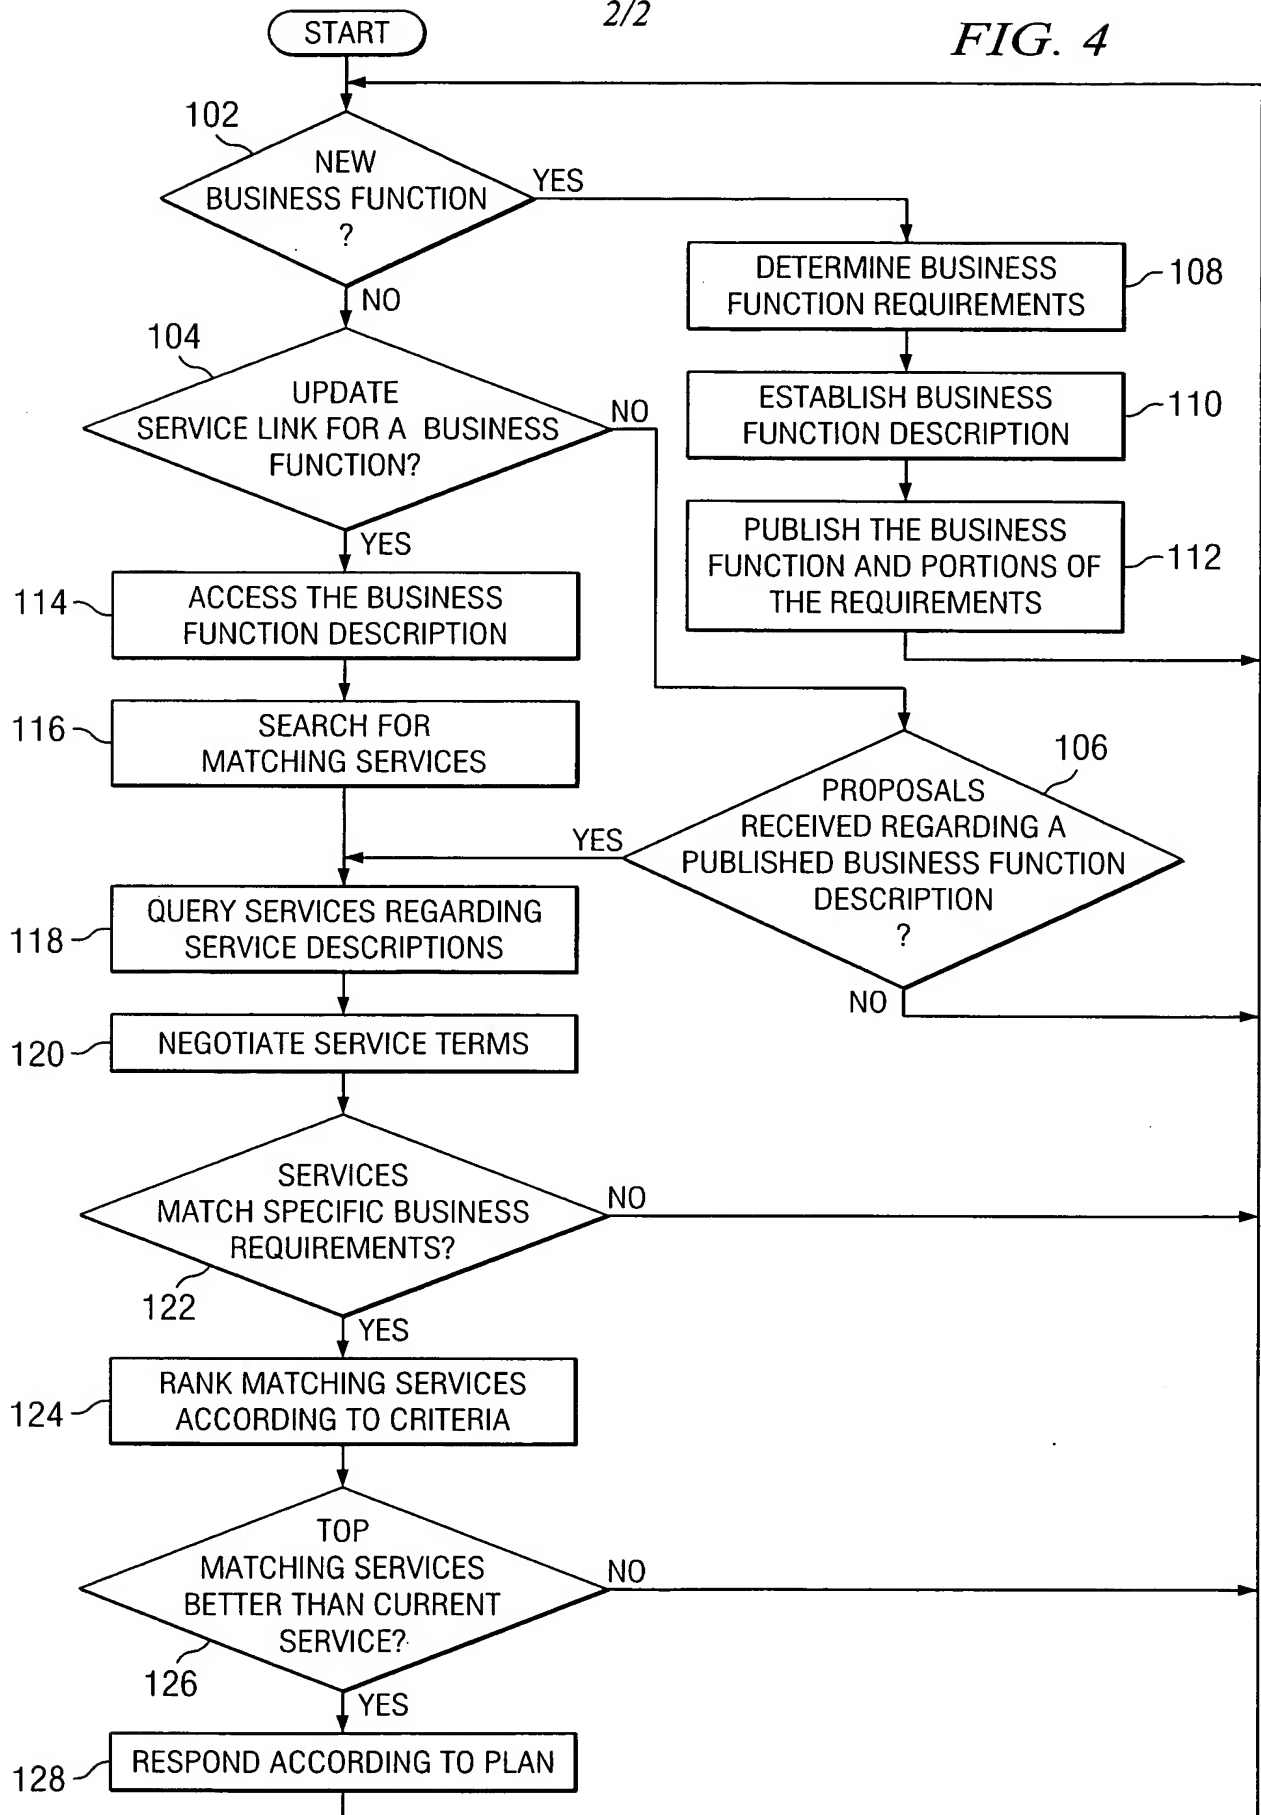 2/2
START
FIG. 4
102
NEW
BUSINESS FUNCTION
?
YES
NO
DETERMINE BUSINESS
FUNCTION REQUIREMENTS
108
104
UPDATE
SERVICE LINK FOR A BUSINESS
FUNCTION?
NO
YES
ESTABLISH BUSINESS
FUNCTION DESCRIPTION
110
PUBLISH THE BUSINESS
FUNCTION AND PORTIONS OF
THE REQUIREMENTS
112
114
ACCESS THE BUSINESS
FUNCTION DESCRIPTION
116
SEARCH FOR
MATCHING SERVICES
106
PROPOSALS
RECEIVED REGARDING A
PUBLISHED BUSINESS FUNCTION
DESCRIPTION
?
YES
NO
118
QUERY SERVICES REGARDING
SERVICE DESCRIPTIONS
120
NEGOTIATE SERVICE TERMS
SERVICES
MATCH SPECIFIC BUSINESS
REQUIREMENTS?
NO
122
YES
124
RANK MATCHING SERVICES
ACCORDING TO CRITERIA
TOP
MATCHING SERVICES
BETTER THAN CURRENT
SERVICE?
NO
126
YES
128
RESPOND ACCORDING TO PLAN